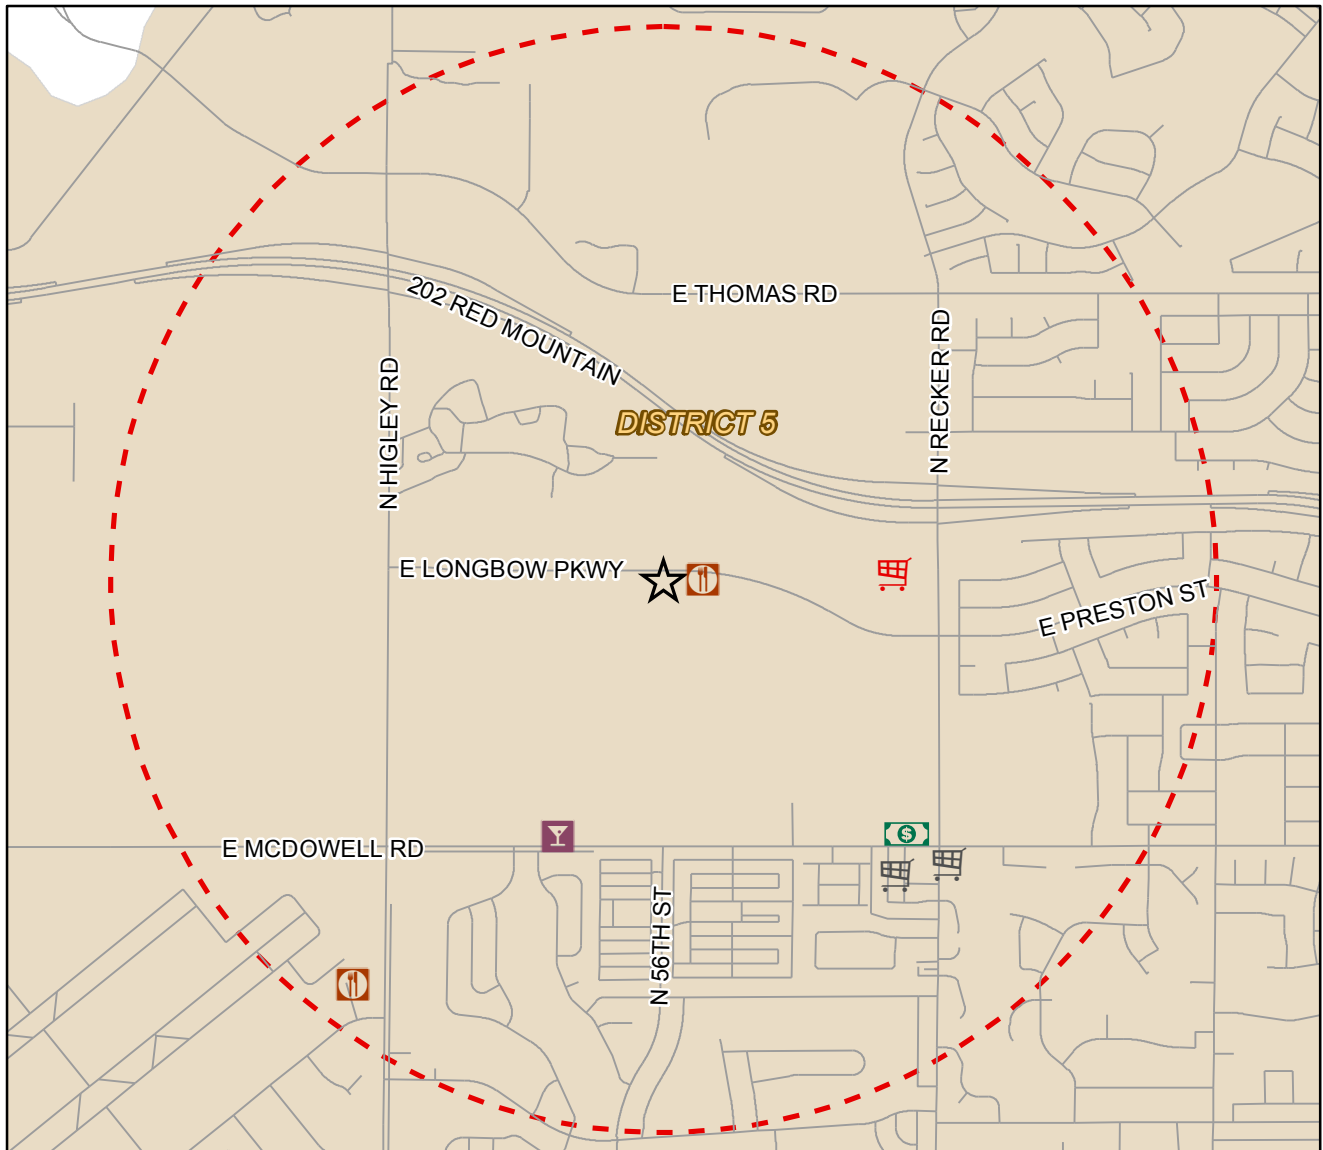 E THOMAS RD
202 RED MOUNTAIN
N RECKER RD
N HIGLEY RD
DISTRICT 5
E LONGBOW PKWY
E PRESTON ST
$
E MCDOWELL RD
N 56TH ST